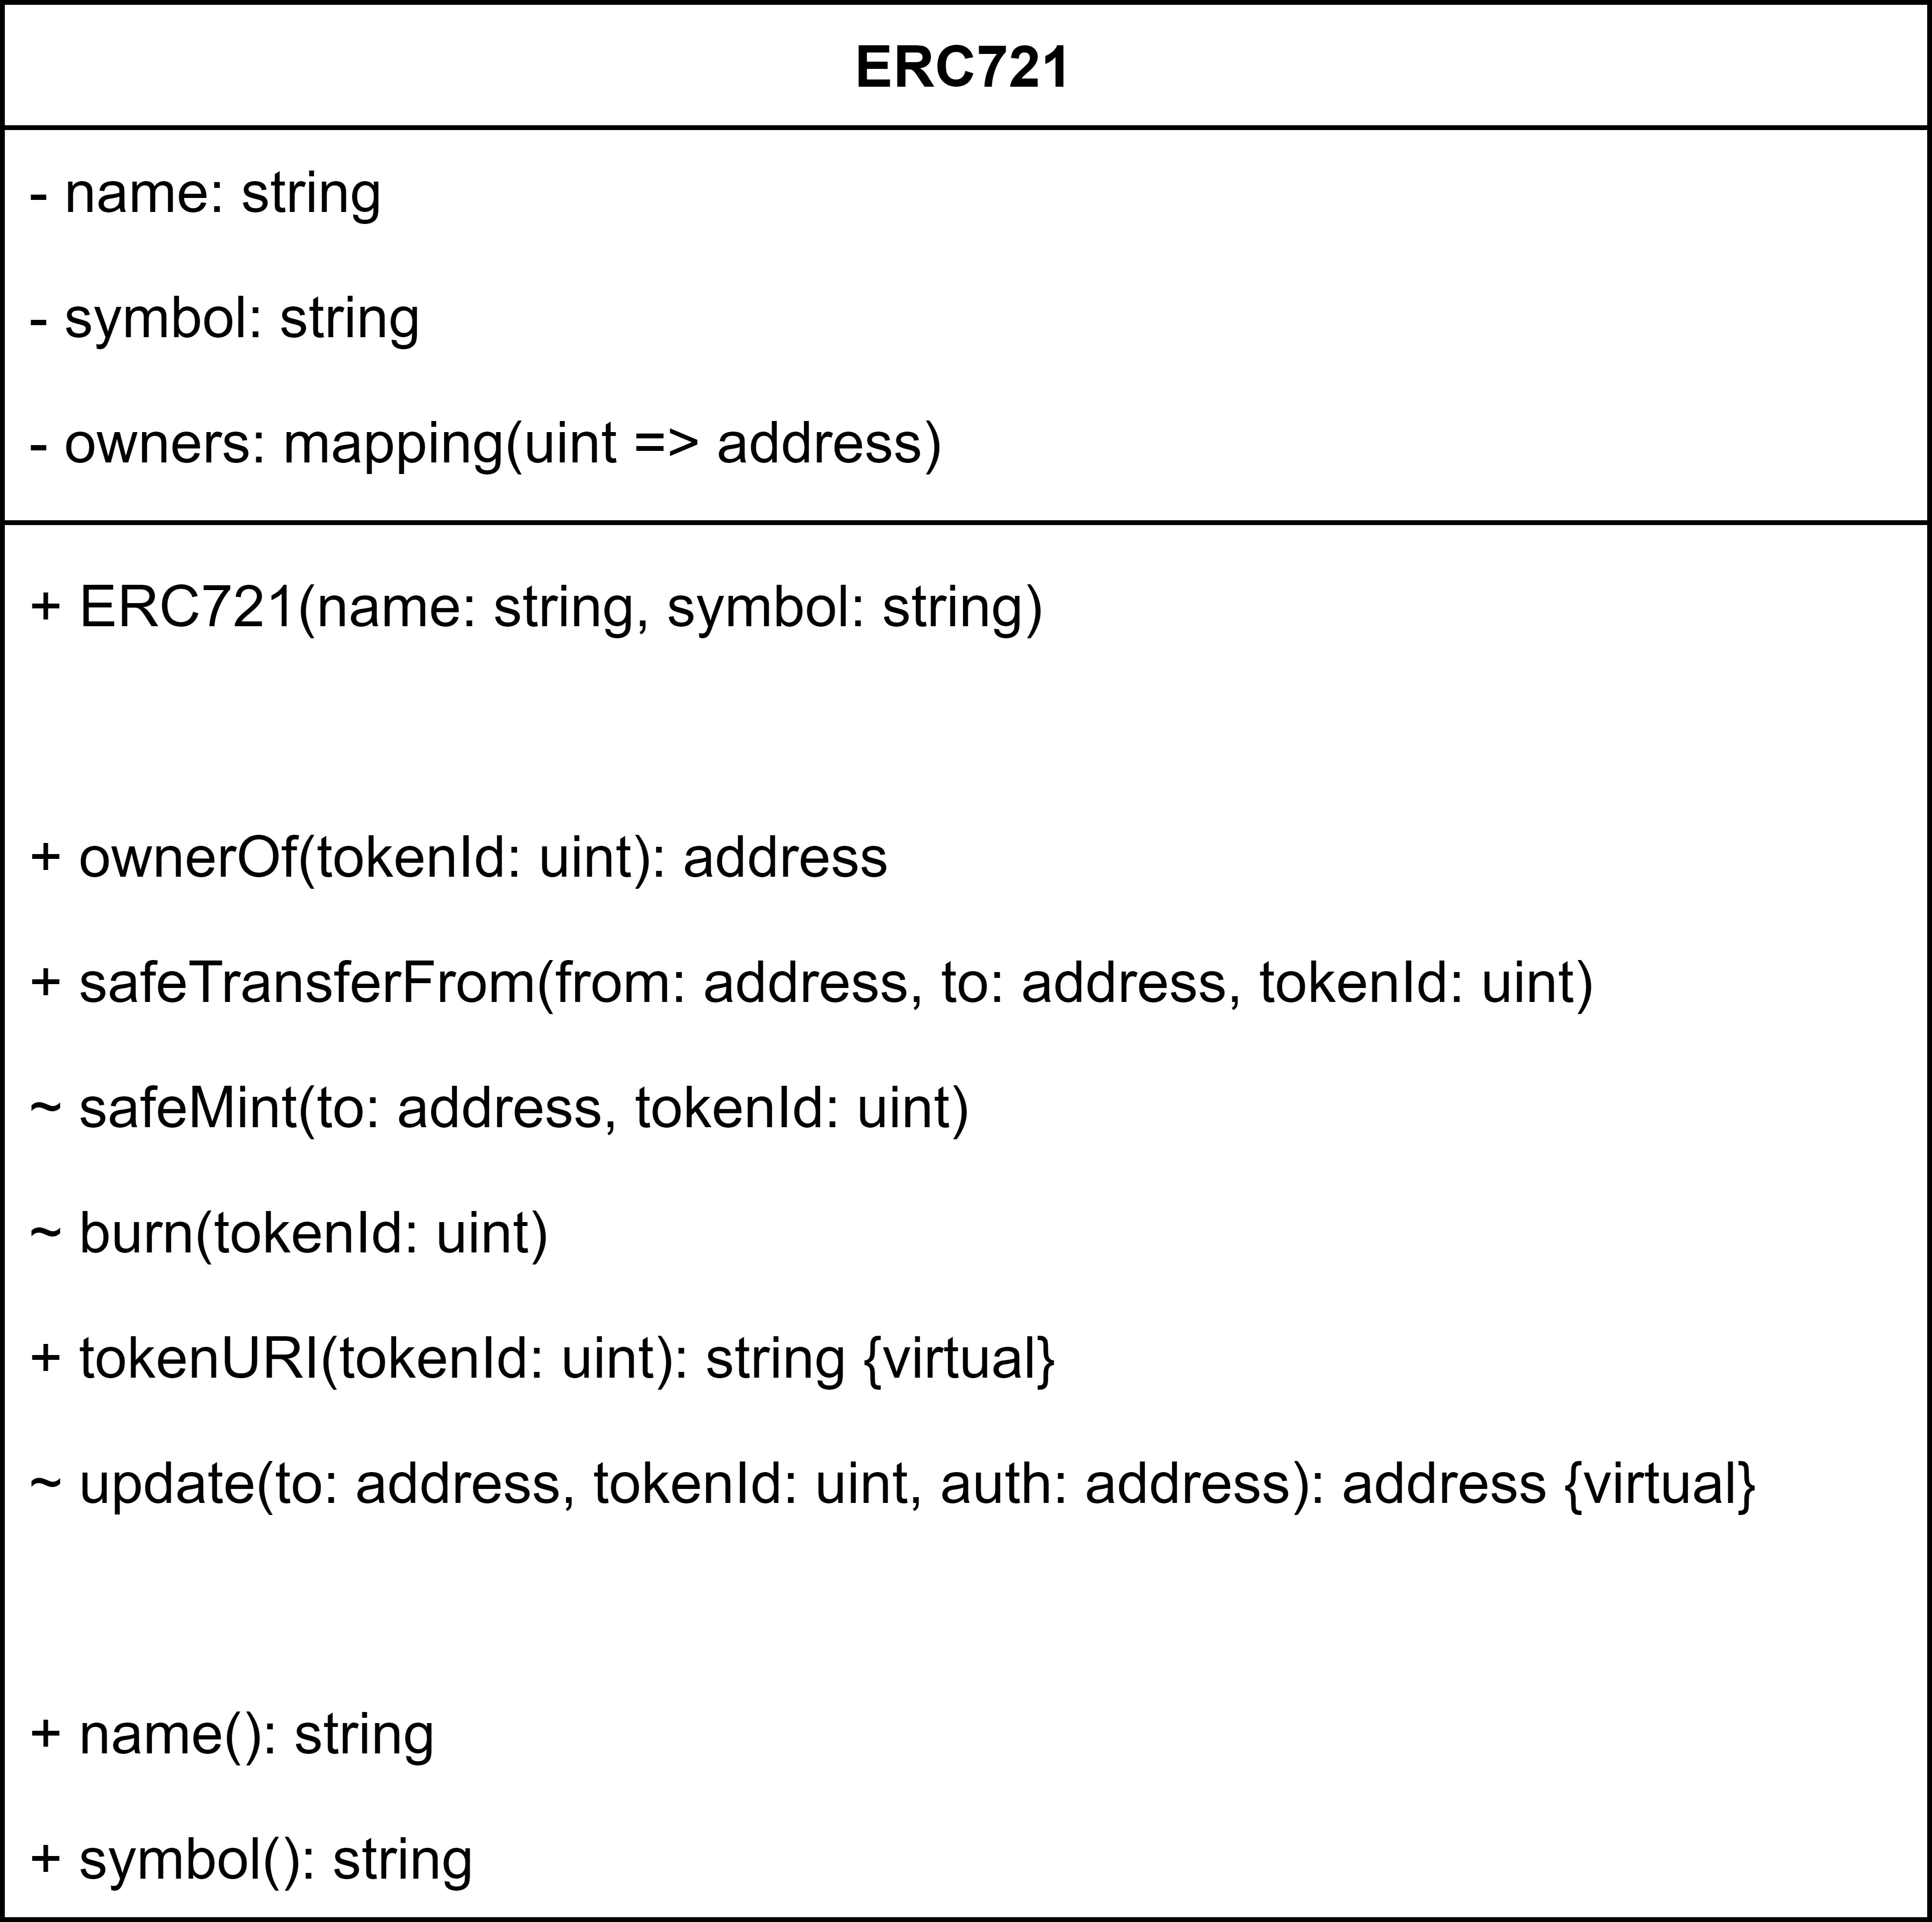 ERC721
- name: string
- symbol: string
- owners: mapping(uint => address)
+ ERC721(name: string, symbol: string)
+ ownerOf(tokenId: uint): address
+ safeTransferFrom(from: address, to: address, tokenId: uint)
~ safeMint(to: address, tokenId: uint)
~ burn(tokenId: uint)
+ tokenURI(tokenId: uint): string {virtual}
~ update(to: address, tokenId: uint, auth: address): address {virtual}
+ name(): string
+ symbol(): string